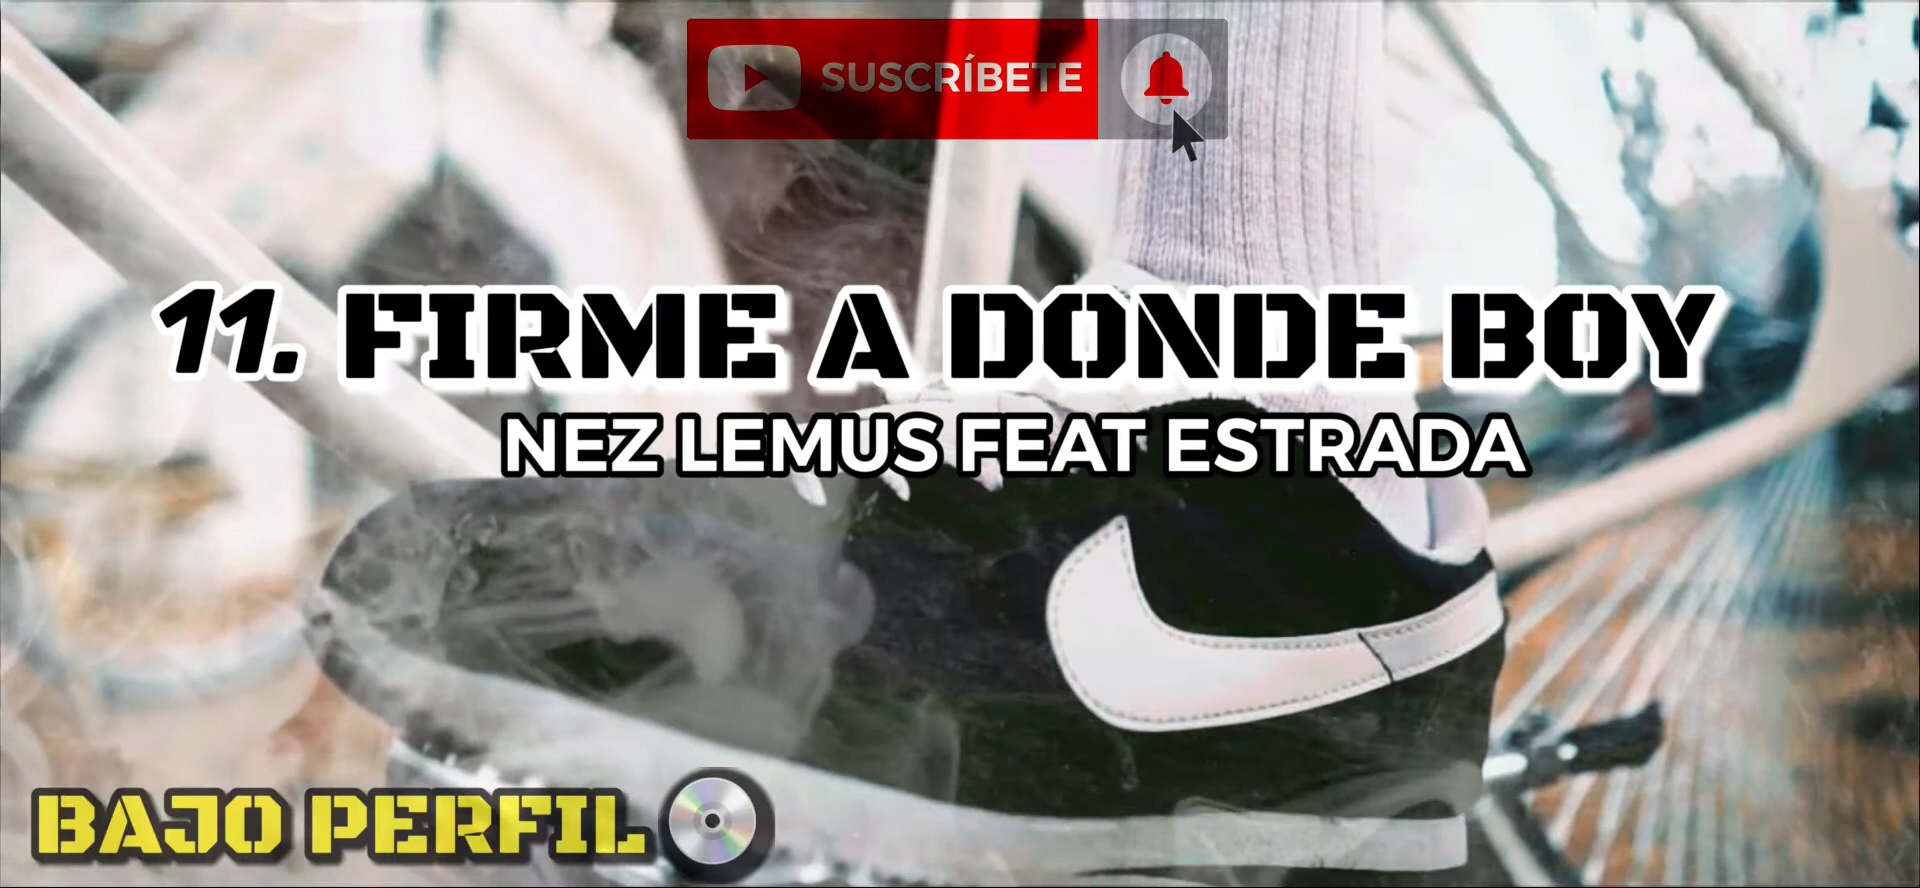 SUSCRÍBETE
11. FIRME A DONDE BOY
NEZ LEMUS FEAT ESTRADA
BAJO PERFIL